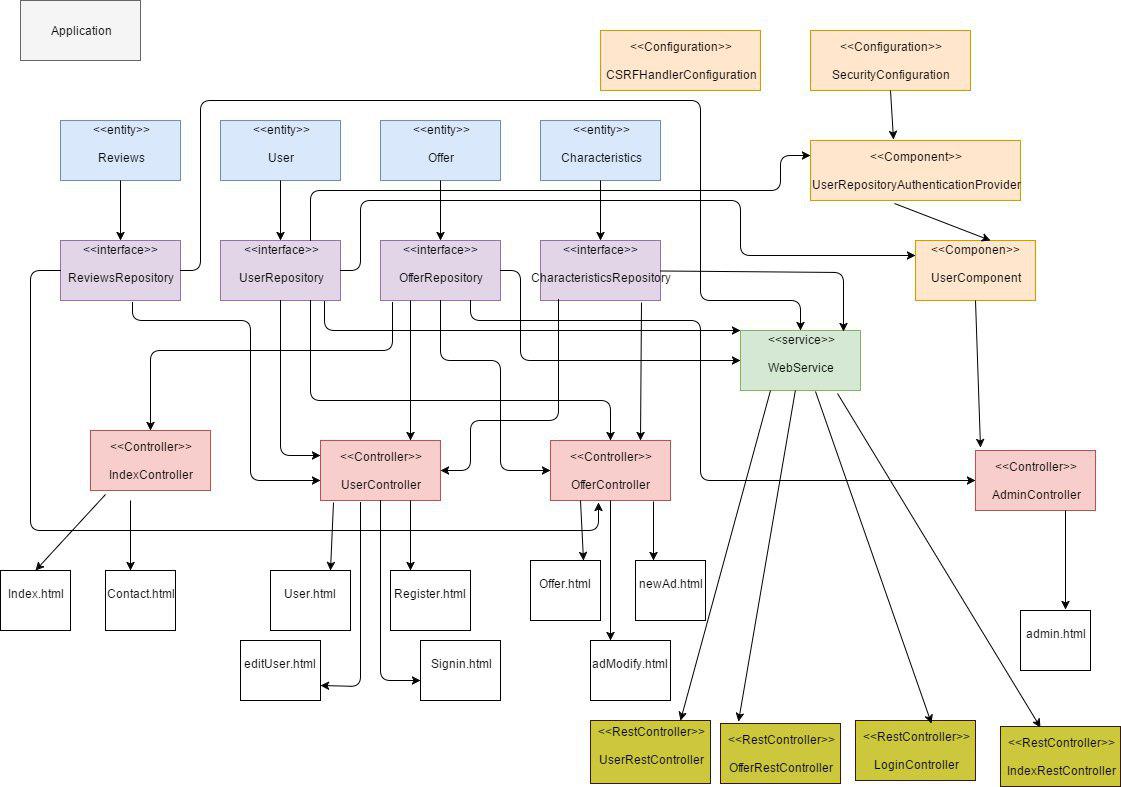 Application
<<Configuration>>
CSRFHandlerConfiguration
<<Configuration>>
SecurityConfiguration
<<entity>>
Reviews
<<entity>>
User
<<entity>>
Offer
<<entity>>
Characteristics
<<Component>>
UserRepositoryAuthenticationProvider
<<interface>>
ReviewsRepository
<<interface>>
UserRepository
<<interface>>
OfferRepository
<<interface>>
CharacteristicsRepository
<<Componen>>
UserComponent
<<service>>
WebService
<<Controller>>
IndexController
<<Controller>>
UserController
<<Controller>>
OfferController
<<Controller>>
AdminController
Index.html
Contact.html
User.html
Register.html
Offer.html
newAd.html
editUser.html
Signin.html
adModify.html
admin.html
<<RestController>>
UserRestController
<<RestController>>
OfferRestController
<<RestController>>
LoginController
<<RestController>>
IndexRestController